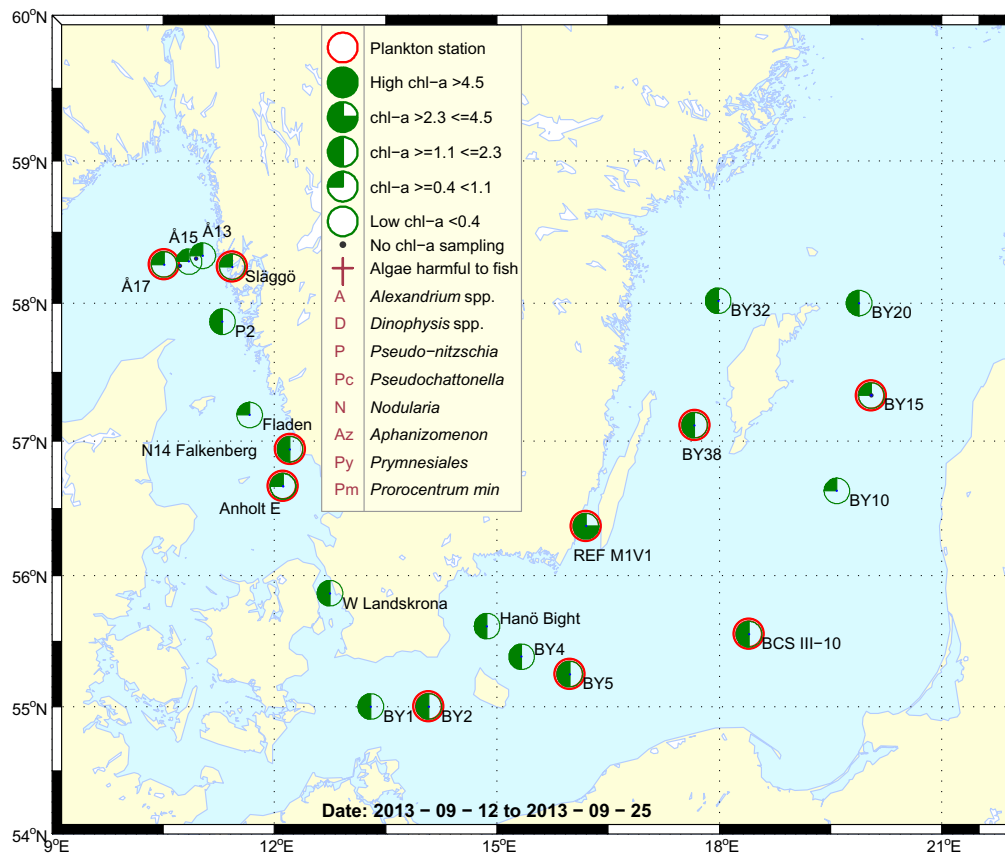 60°N
59°N
58°N
57°N
56°N
55°N
54°N
9°E
12°E
15°E
18°E
21°E
Plankton station
High chl−a >4.5
chl−a >2.3 <=4.5
chl−a >=1.1 <=2.3
chl−a >=0.4 <1.1
Low chl−a <0.4
No chl−a sampling
Algae harmful to fish
A Alexandrium spp.
D Dinophysis spp.
P Pseudo−nitzschia
Pc Pseudochattonella
N Nodularia
Az Aphanizomenon
Py Prymnesiales
Pm Prorocentrum min
Å13
Å15
Å17
Släggö
P2
Fladen
N14 Falkenberg
Anholt E
W Landskrona
Hanö Bight
BY4
BY5
BY1
BY2
REF M1V1
BCS III−10
BY32
BY20
BY15
BY38
BY10
Date: 2013 − 09 − 12 to 2013 − 09 − 25